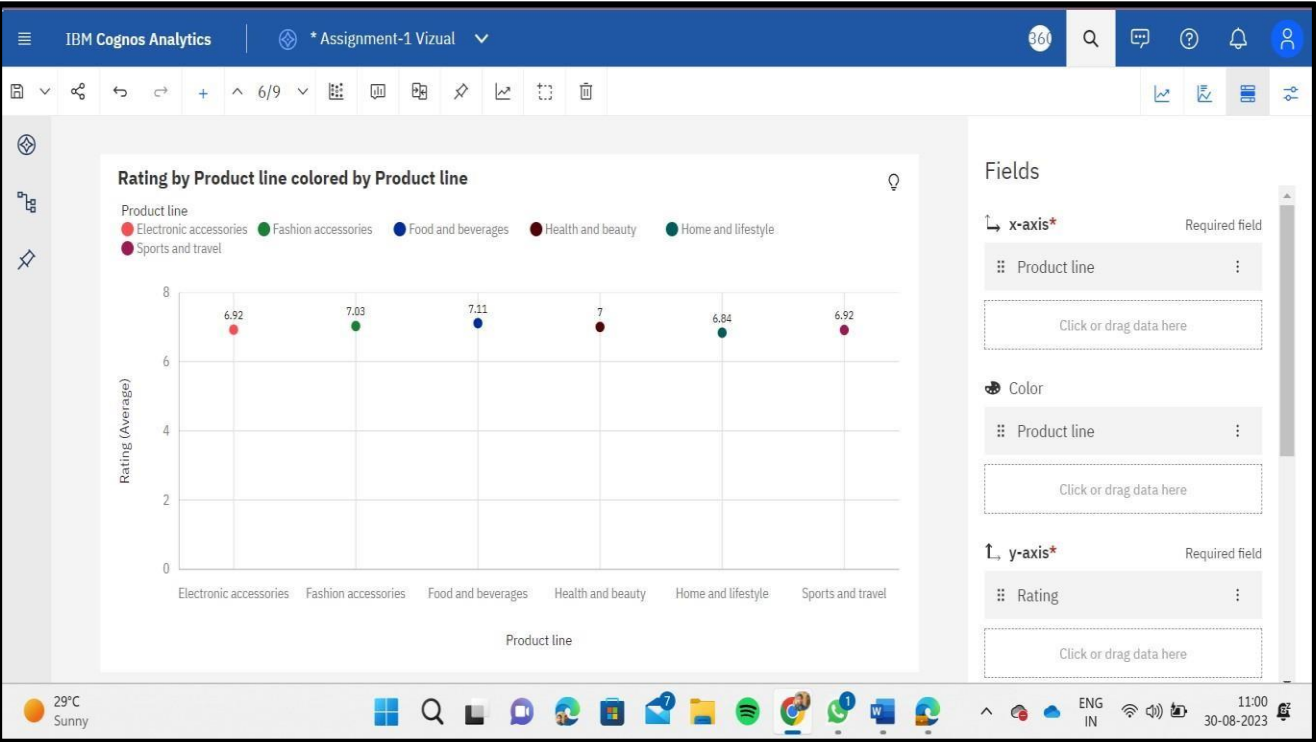 IBM Cognos Analytics
* Assignment-1 Vizual
360
6/9
Rating by Product line colored by Product line
Product line
Electronic accessories Fashion accessories Food and beverages Health and beauty Home and lifestyle
Sports and travel
8
6
4
2
0
Rating (Average)
6.92 7.03 7.11 7 6.84 6.92
Electronic accessories Fashion accessories Food and beverages Health and beauty Home and lifestyle Sports and travel
Product line
Fields
x-axis* Required field
Product line
Click or drag data here
Color
Product line
Click or drag data here
y-axis* Required field
Rating
Click or drag data here
29°C
Sunny
7
1
ENG
IN
11:00
30-08-2023